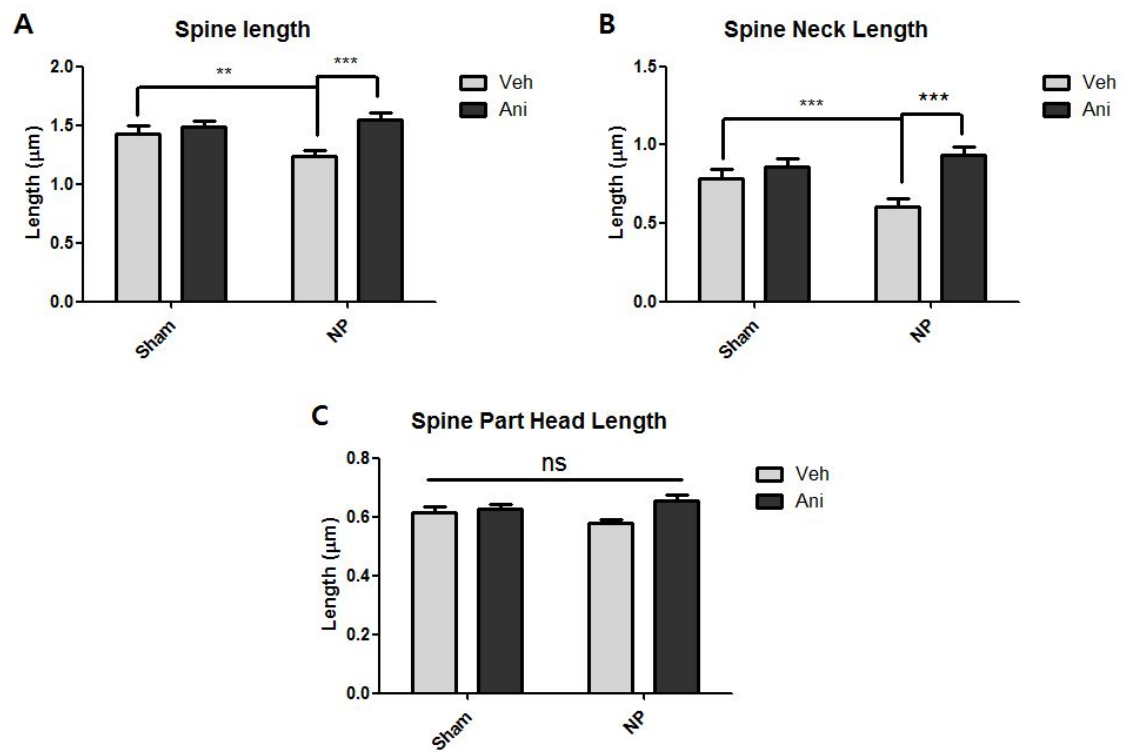 A
Spine length
**
***
Veh
Ani
Length (μm)
2.0
1.5
1.0
0.5
0.0
Sham
NP
B
Spine Neck Length
***
***
Veh
Ani
Length (μm)
1.5
1.0
0.5
0.0
Sham
NP
C
Spine Part Head Length
ns
Veh
Ani
Length (μm)
0.8
0.6
0.4
0.2
0.0
Sham
NP